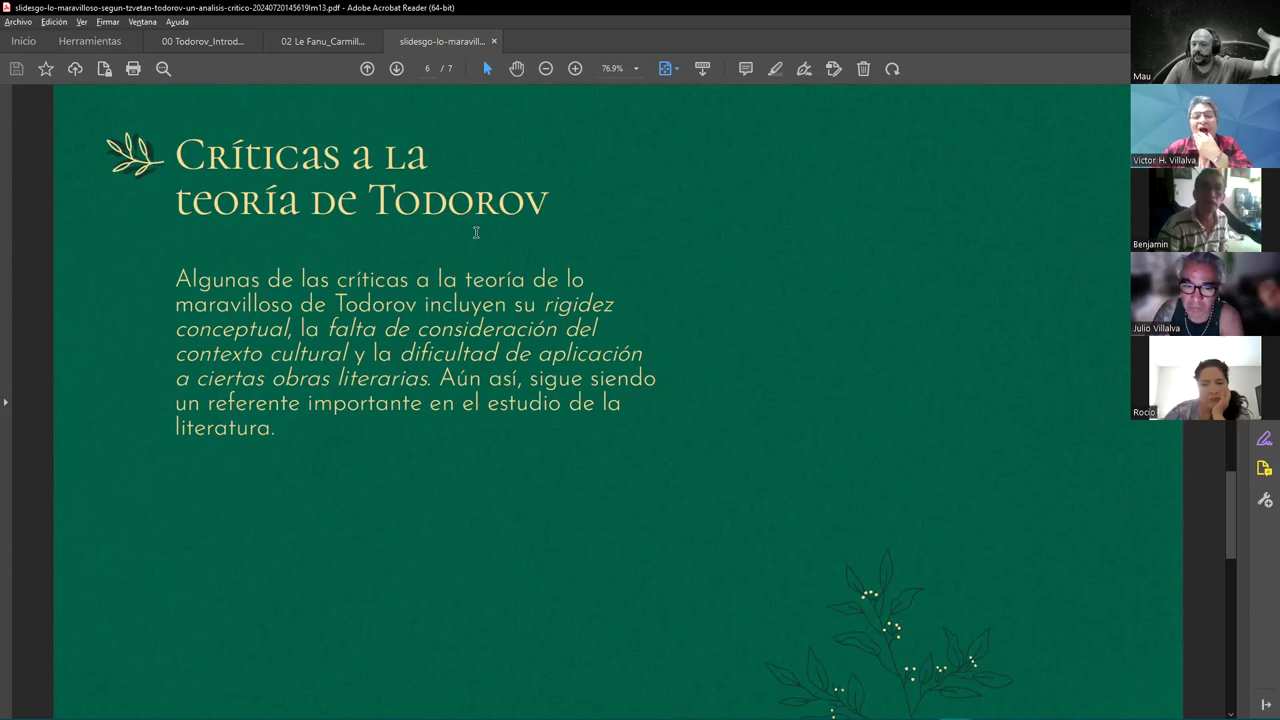 slidesgo-lo-maravilloso-segun-tzvetan-todorov-un-analisis-critico-20240720145619lm13.pdf - Adobe Acrobat Reader (64-bit)
Archivo Edición Ver Firmar Ventana Ayuda
Inicio Herramientas 00 Todorov_Introd... 02 Le Fanu_Carmill... slidesgo-lo-maravill... ×
6 / 7 76.9%
Críticas a la
teoría de Todorov
Algunas de las críticas a la teoría de lo
maravilloso de Todorov incluyen su rigidez
conceptual, la falta de consideración del
contexto cultural y la dificultad de aplicación
a ciertas obras literarias. Aún así, sigue siendo
un referente importante en el estudio de la
literatura.
Mau
Victor H. Villalva
Benjamin
Julio Villalva
Rocío